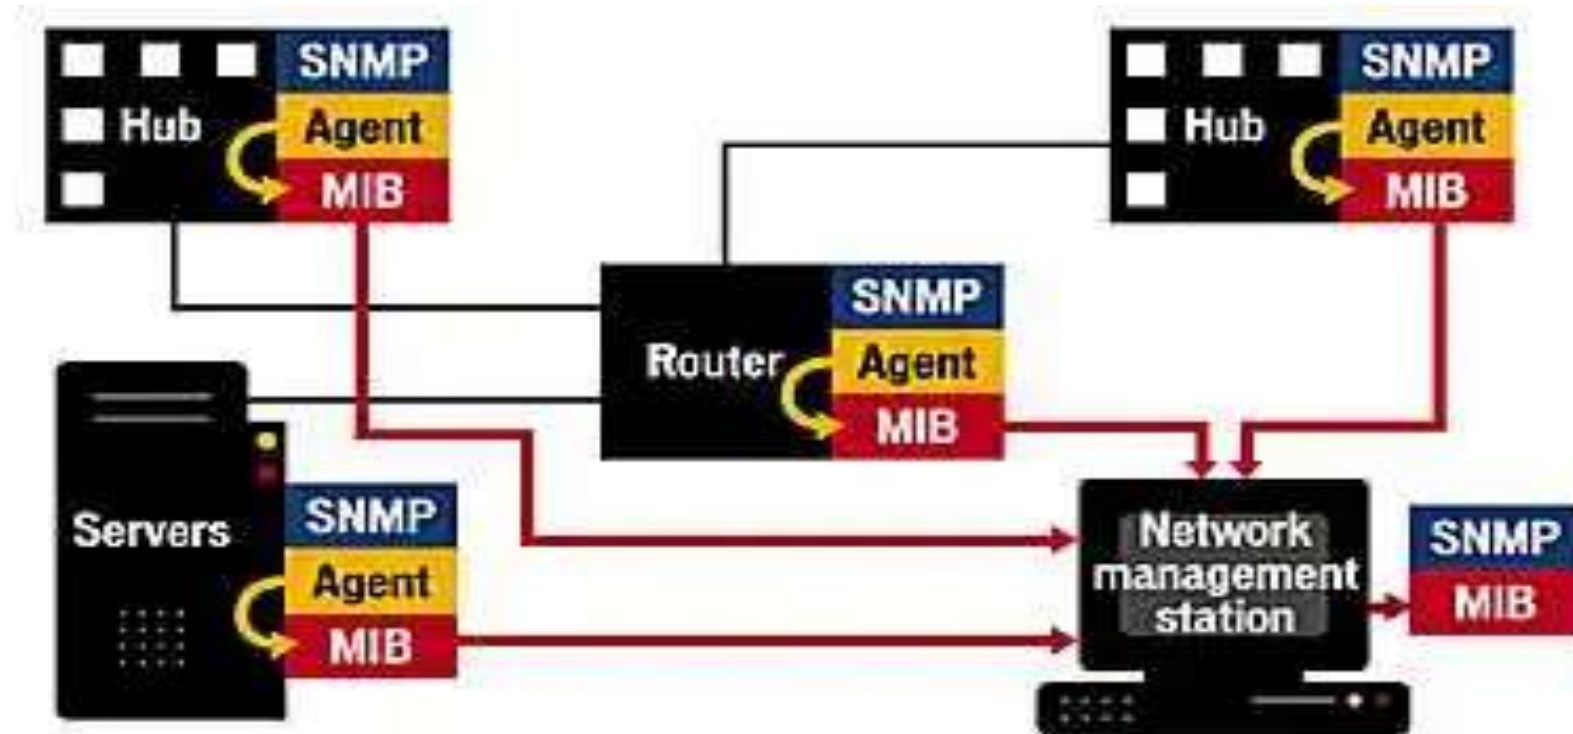 SNMP
Hub
Agent
MIB
SNMP
Hub
Agent
MIB
SNMP
Router
Agent
MIB
Servers
SNMP
Agent
MIB
Network
management
station
SNMP
MIB